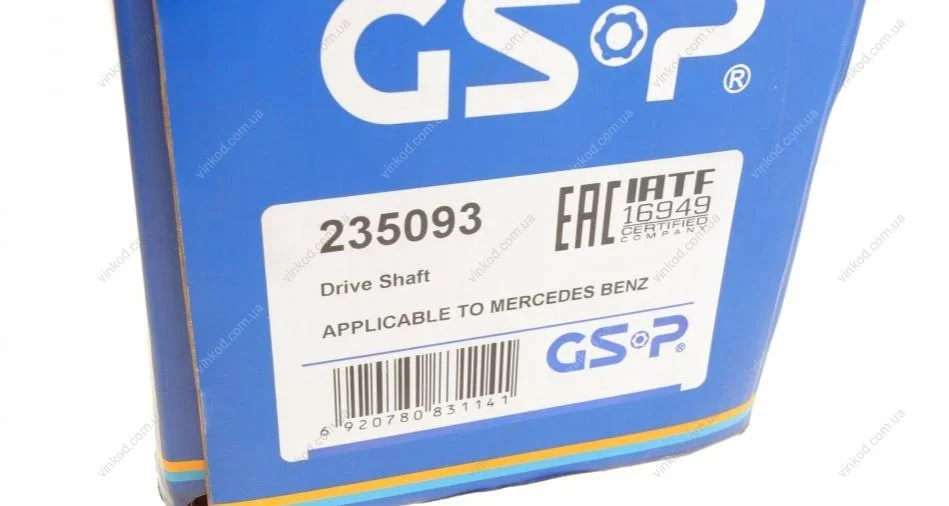 GSP®
235093
EAC
IATF
16949
CERTIFIED
COMPANY
Drive Shaft
APPLICABLE TO MERCEDES BENZ
GSP®
6 920780 831141
vinkod.com.ua